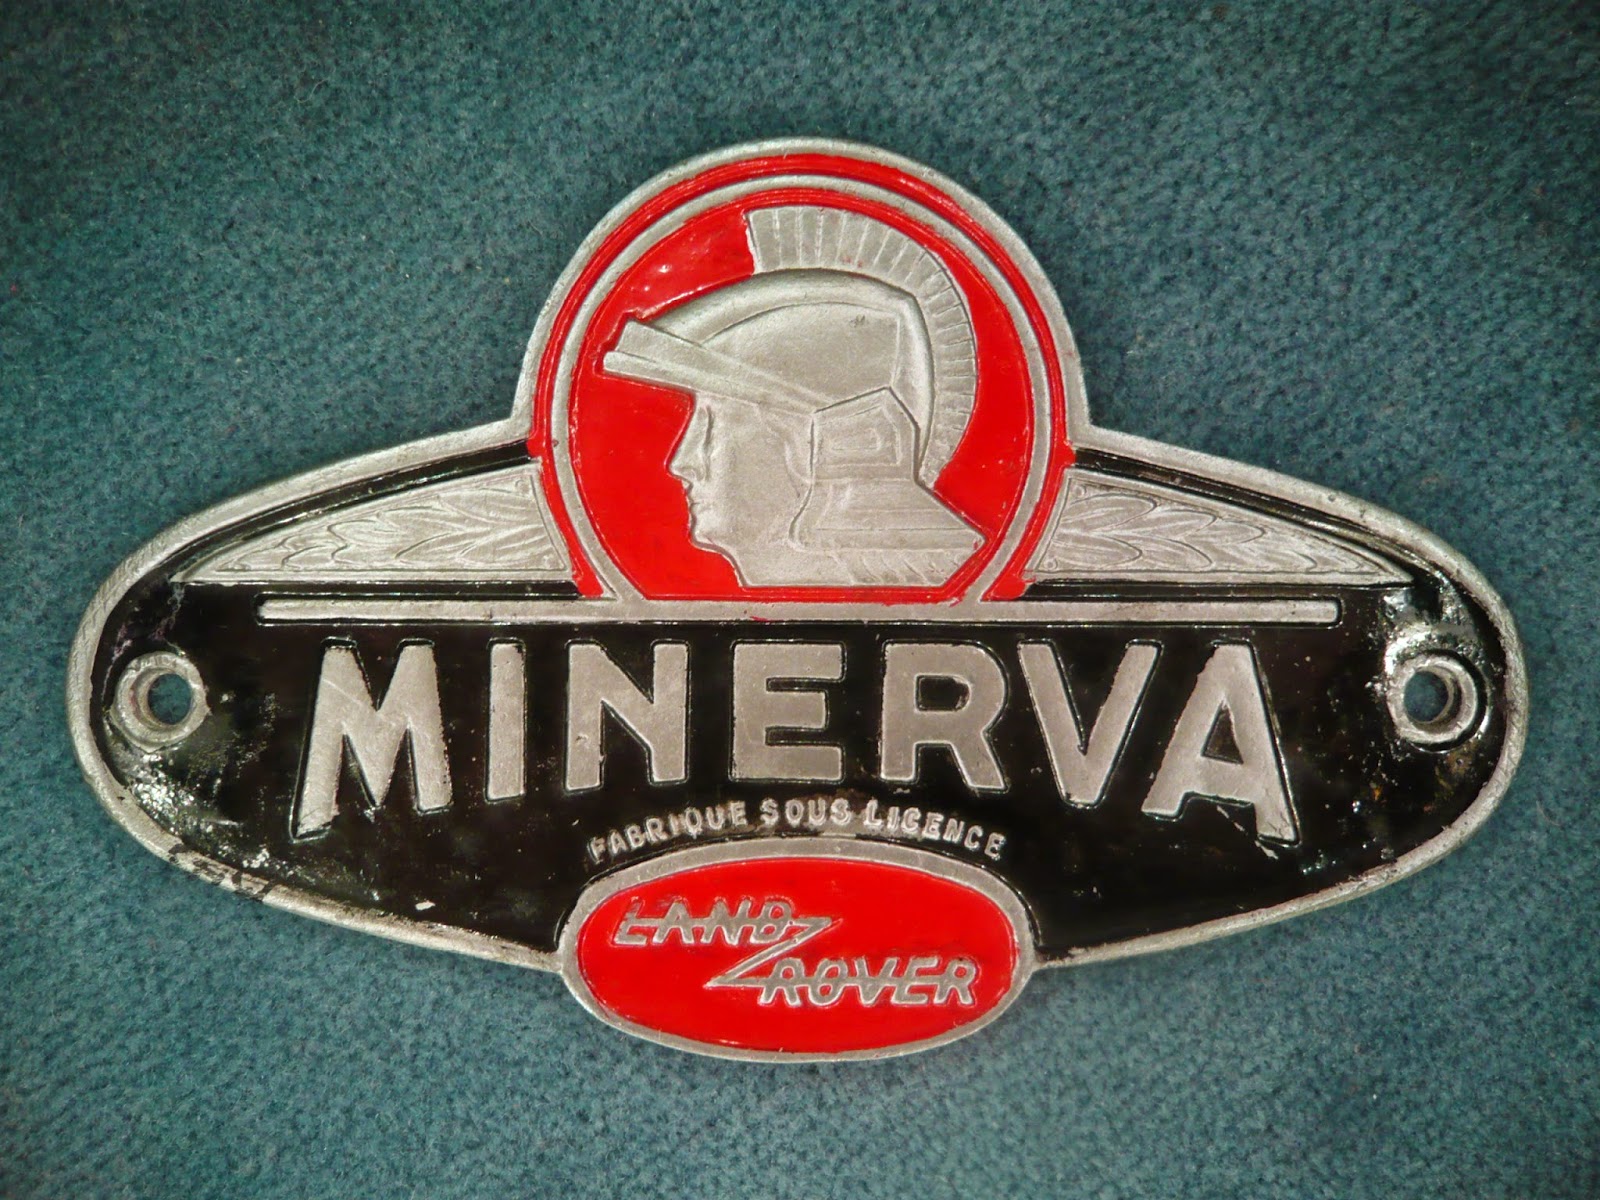 MINERVA
FABRIQUE SOUS LICENCE
LAND
ROVER